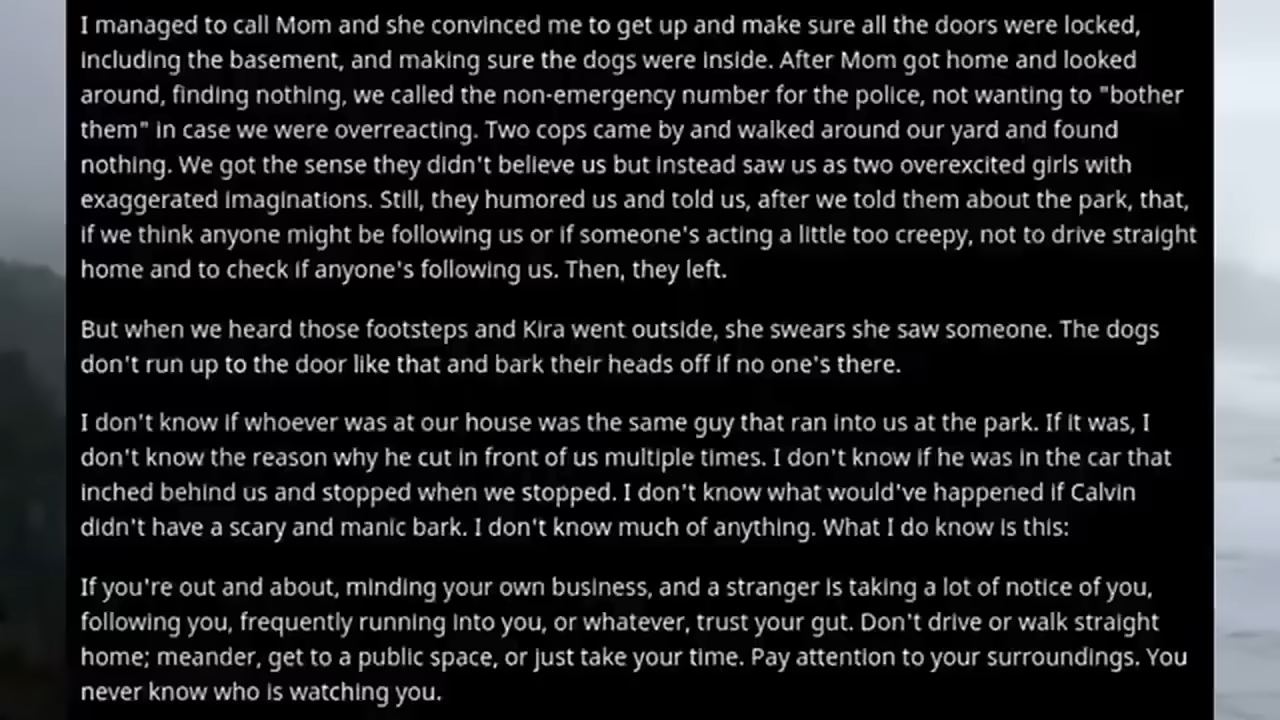 I managed to call Mom and she convinced me to get up and make sure all the doors were locked,
including the basement, and making sure the dogs were inside. After Mom got home and looked
around, finding nothing, we called the non-emergency number for the police, not wanting to "bother
them" in case we were overreacting. Two cops came by and walked around our yard and found
nothing. We got the sense they didn't believe us but instead saw us as two overexcited girls with
exaggerated imaginations. Still, they humored us and told us, after we told them about the park, that,
if we think anyone might be following us or if someone's acting a little too creepy, not to drive straight
home and to check if anyone's following us. Then, they left.
But when we heard those footsteps and Kira went outside, she swears she saw someone. The dogs
don't run up to the door like that and bark their heads off if no one's there.
I don't know if whoever was at our house was the same guy that ran into us at the park. If it was, I
don't know the reason why he cut in front of us multiple times. I don't know if he was in the car that
inched behind us and stopped when we stopped. I don't know what would've happened if Calvin
didn't have a scary and manic bark. I don't know much of anything. What I do know is this:
If you're out and about, minding your own business, and a stranger is taking a lot of notice of you,
following you, frequently running into you, or whatever, trust your gut. Don't drive or walk straight
home; meander, get to a public space, or just take your time. Pay attention to your surroundings. You
never know who is watching you.